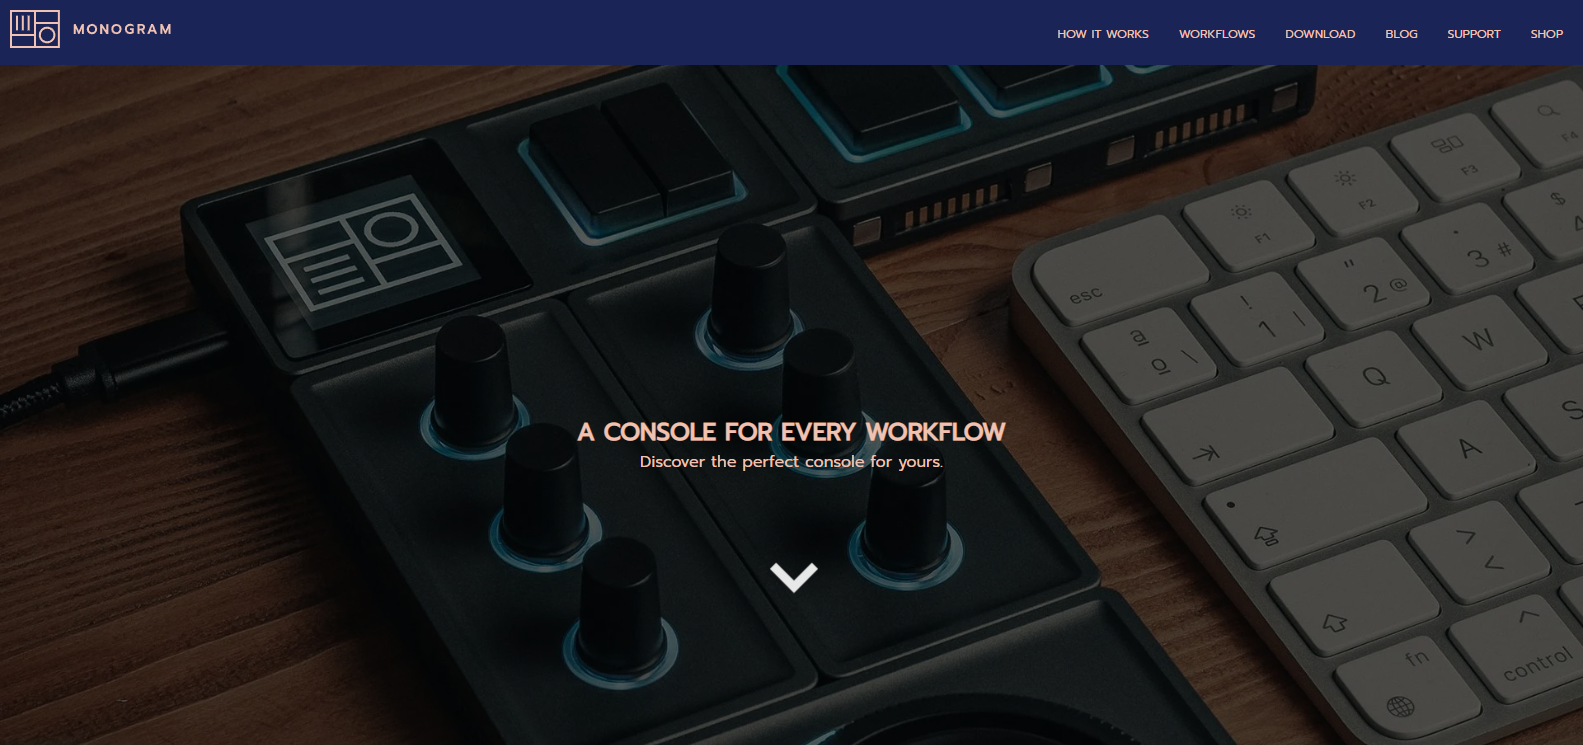 MONOGRAM
HOW IT WORKS
WORKFLOWS
DOWNLOAD
BLOG
SUPPORT
SHOP
A CONSOLE FOR EVERY WORKFLOW
Discover the perfect console for yours.
esc
F1
F2
F3
F4
! 1 |
" 2 @
· 3 #
$
ª º \
Q
W
A
S
> <
fn
control